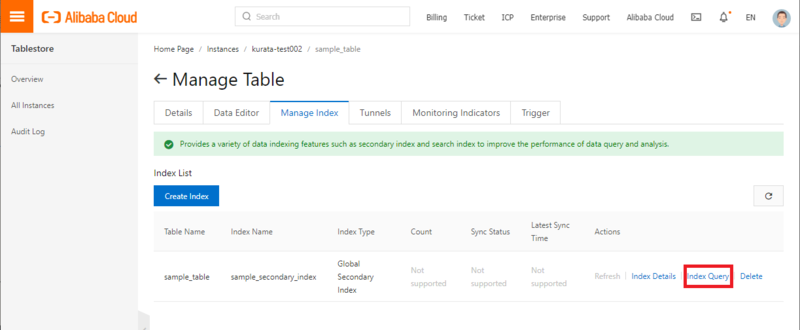 Alibaba Cloud
Search
Billing Ticket ICP Enterprise Support Alibaba Cloud EN
Tablestore
Overview
All Instances
Audit Log
Home Page / Instances / kurata-test002 / sample_table
Manage Table
Details Data Editor Manage Index Tunnels Monitoring Indicators Trigger
Provides a variety of data indexing features such as secondary index and search index to improve the performance of data query and analysis.
Index List
Create Index
Table Name Index Name Index Type Count Sync Status Latest Sync Time Actions
sample_table sample_secondary_index Global Secondary Index Not supported Not supported Not supported Refresh | Index Details | Index Query | Delete